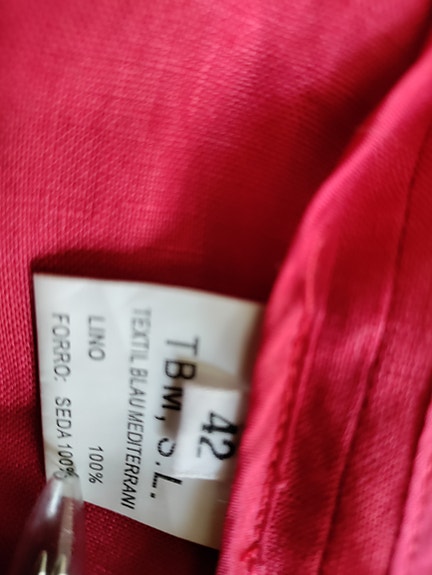 42
TBM, S.L.
TEXTIL BLAU MEDITERRANI
LINO 100%
FORRO: SEDA 100%